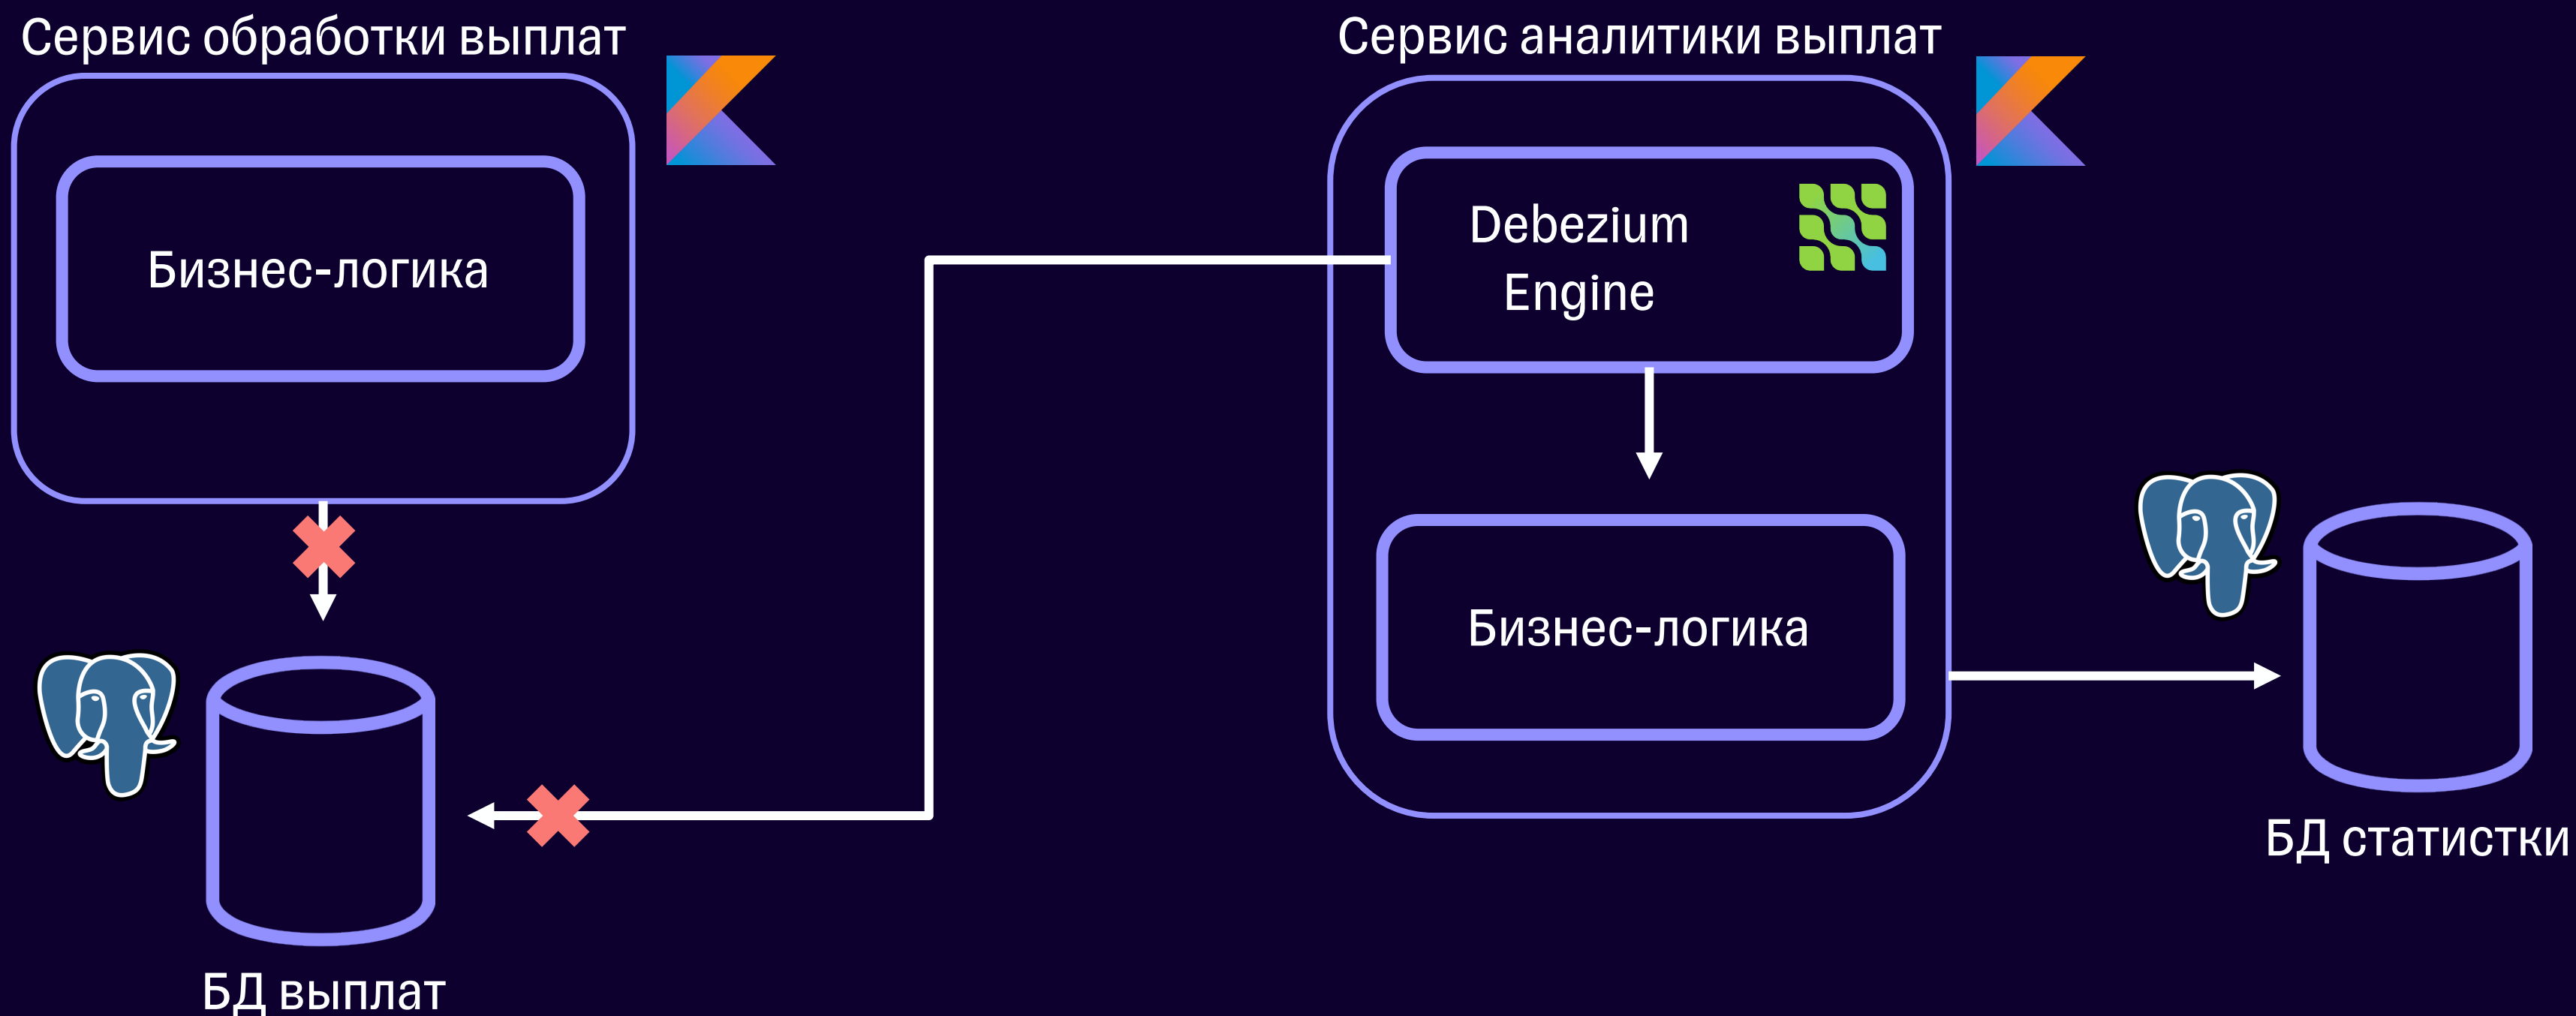 Сервис обработки выплат
Бизнес-логика
БД выплат
Сервис аналитики выплат
Debezium
Engine
Бизнес-логика
БД статистки